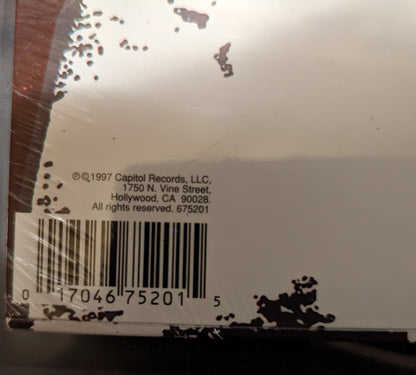 ℗©1997 Capitol Records, LLC,
1750 N. Vine Street,
Hollywood, CA 90028.
All rights reserved. 675201
0 17046 75201 5